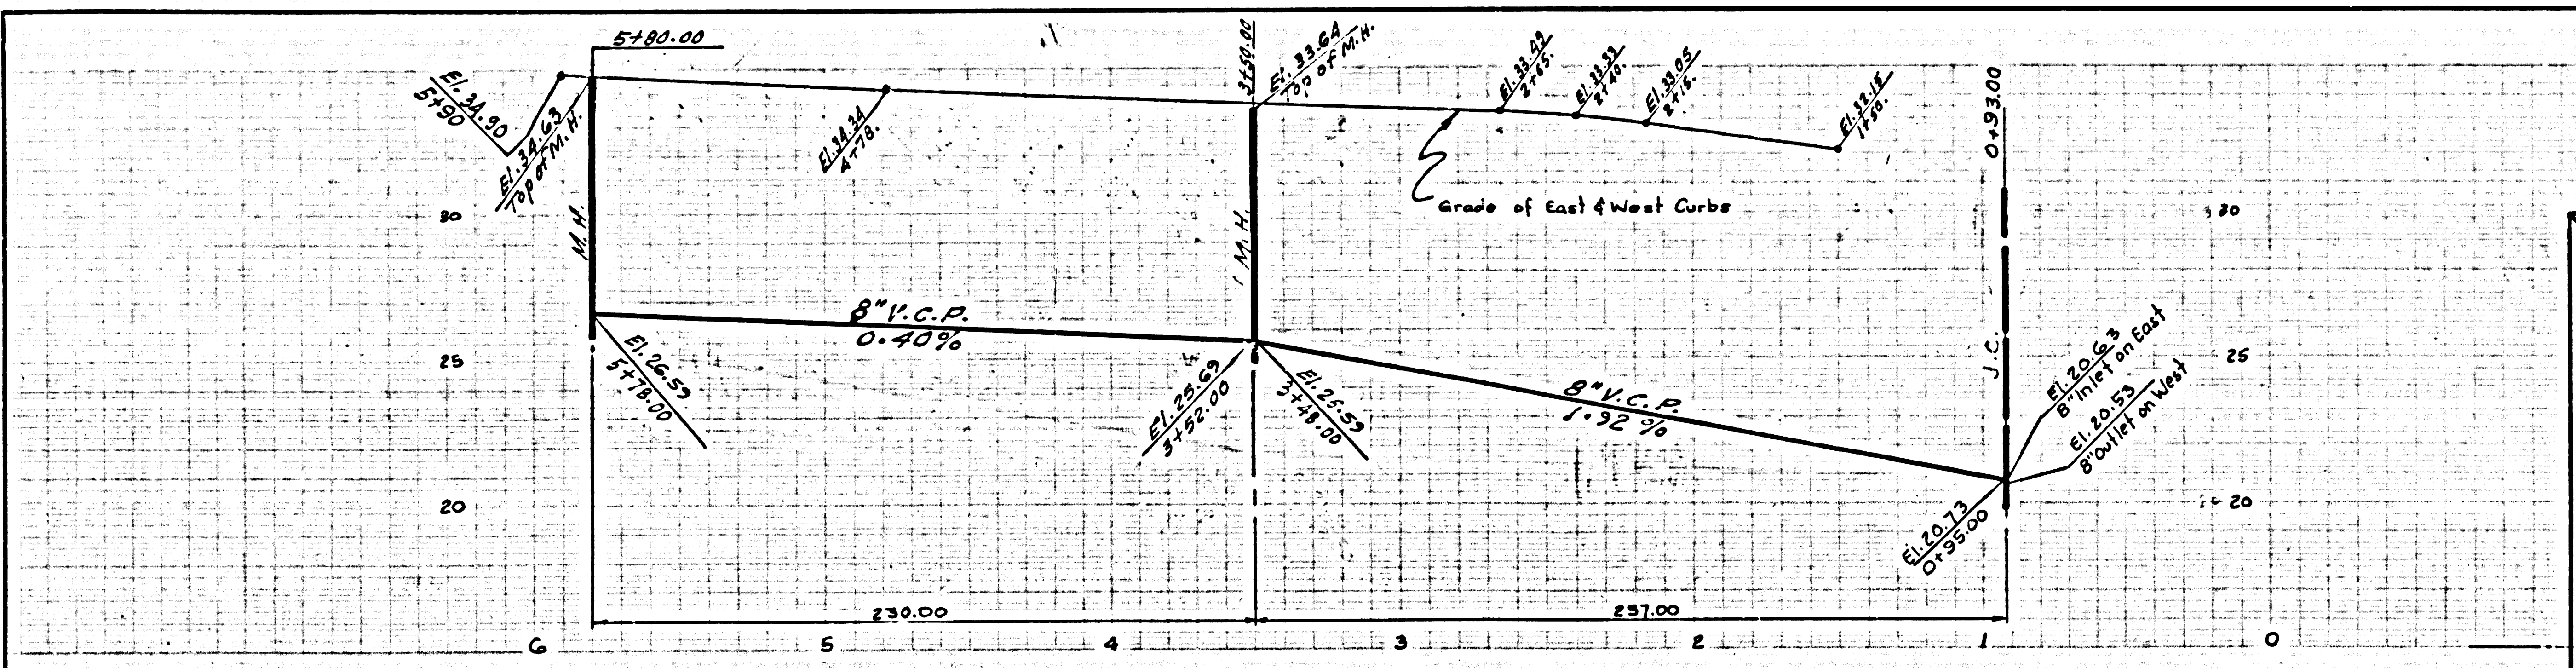 5+80.00
El. 34.90
5+90
El. 34.63
Top of M.H.
M.H.
El. 34.34
4+78.
3+50.00
El. 33.64
Top of M.H.
M.H.
El. 33.49
2+65.
El. 33.33
2+40.
El. 33.05
2+16.
El. 32.15
1+50.
0+93.00
Grade of East & West Curbs
30
30
8" V.C.P.
0.40%
25
25
El. 26.59
5+78.00
El. 25.69
3+52.00
El. 25.59
3+48.00
8" V.C.P.
1.92 %
J.C.
El. 20.63
8" Inlet on East
El. 20.53
8" Outlet on West
20
20
El. 20.73
0+95.00
230.00
257.00
6 5 4 3 2 1 0